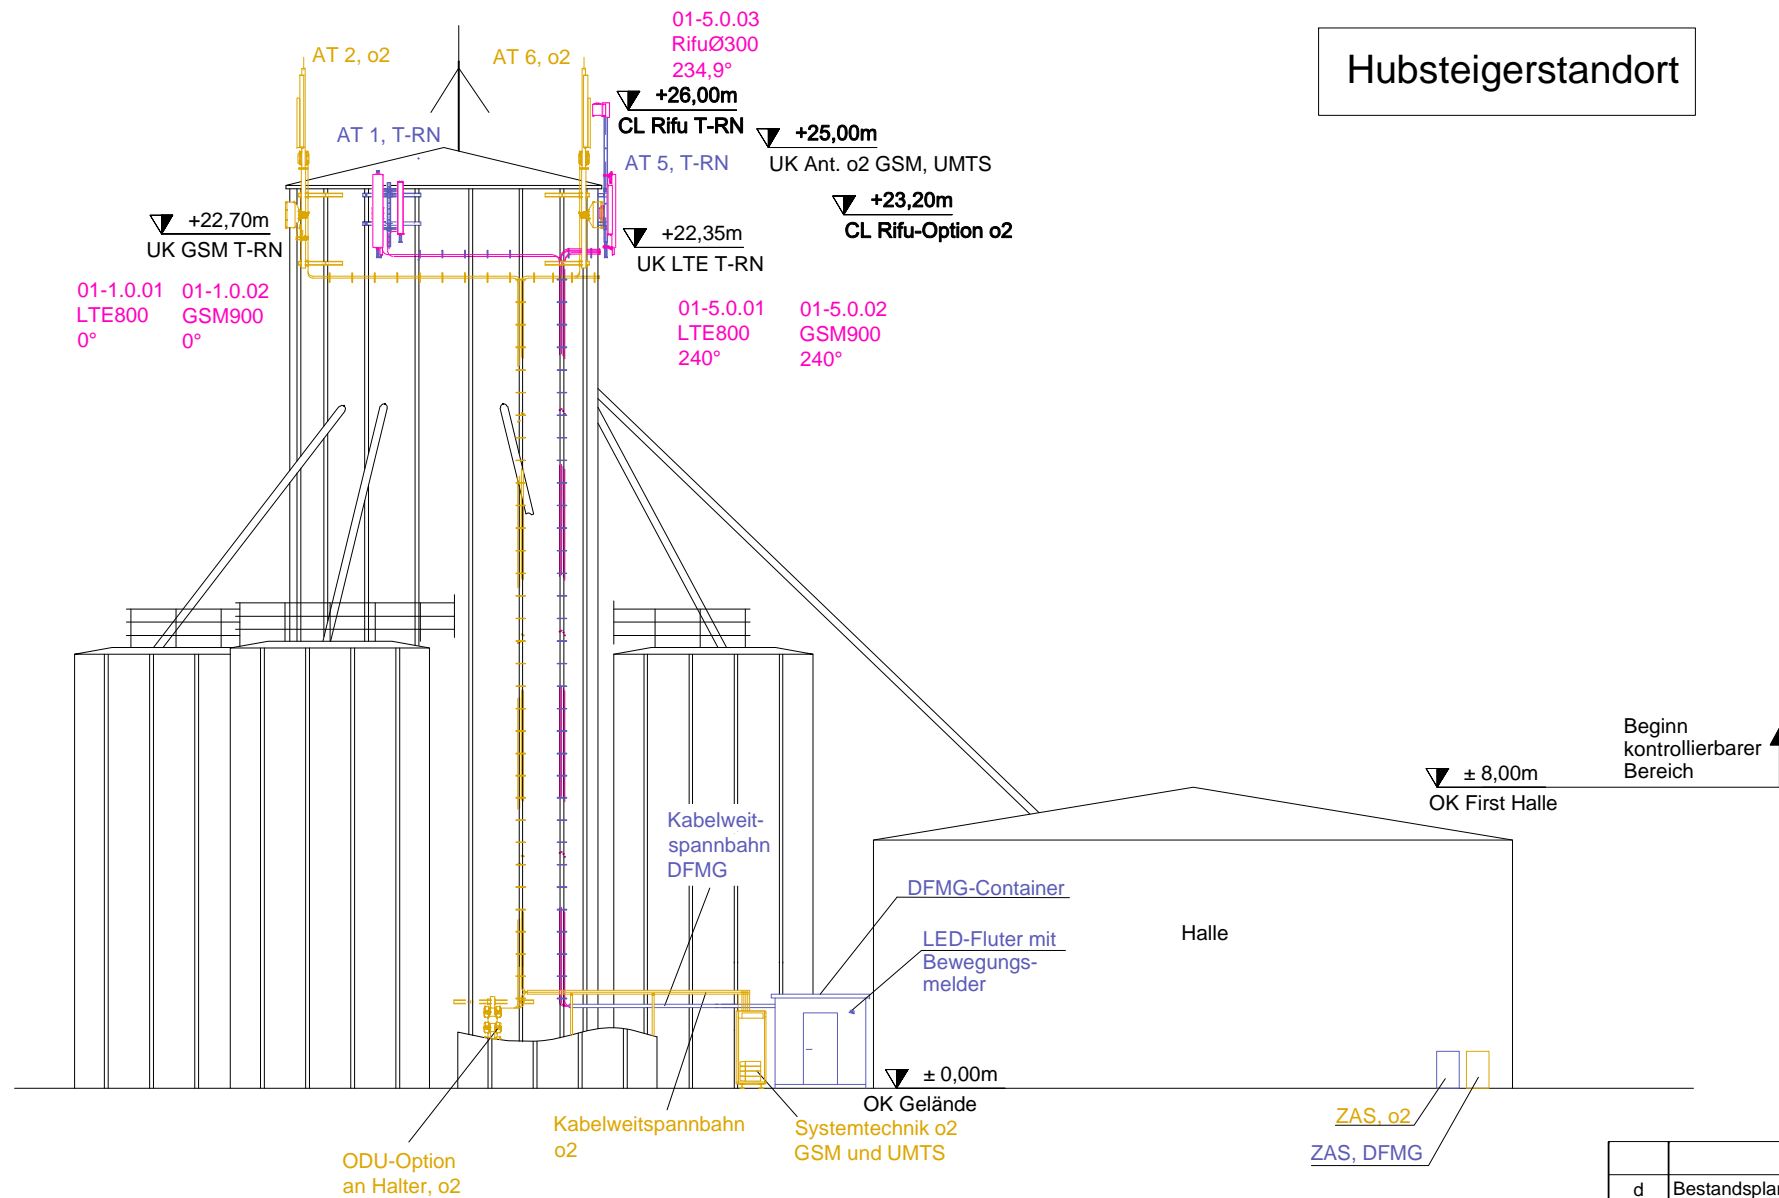 01-5.0.03
RifuØ300
234,9°
AT 2, o2
AT 6, o2
Hubsteigerstandort
+26,00m
CL Rifu T-RN
AT 1, T-RN
+25,00m
UK Ant. o2 GSM, UMTS
AT 5, T-RN
+23,20m
CL Rifu-Option o2
+22,70m
UK GSM T-RN
+22,35m
UK LTE T-RN
01-1.0.01
LTE800
0°
01-1.0.02
GSM900
0°
01-5.0.01
LTE800
240°
01-5.0.02
GSM900
240°
Beginn
kontrollierbarer
Bereich
± 8,00m
OK First Halle
Kabelweit-
spannbahn
DFMG
DFMG-Container
LED-Fluter mit
Bewegungs-
melder
Halle
± 0,00m
OK Gelände
Kabelweitspannbahn
o2
Systemtechnik o2
GSM und UMTS
ODU-Option
an Halter, o2
ZAS, o2
ZAS, DFMG
d
Bestandsplan